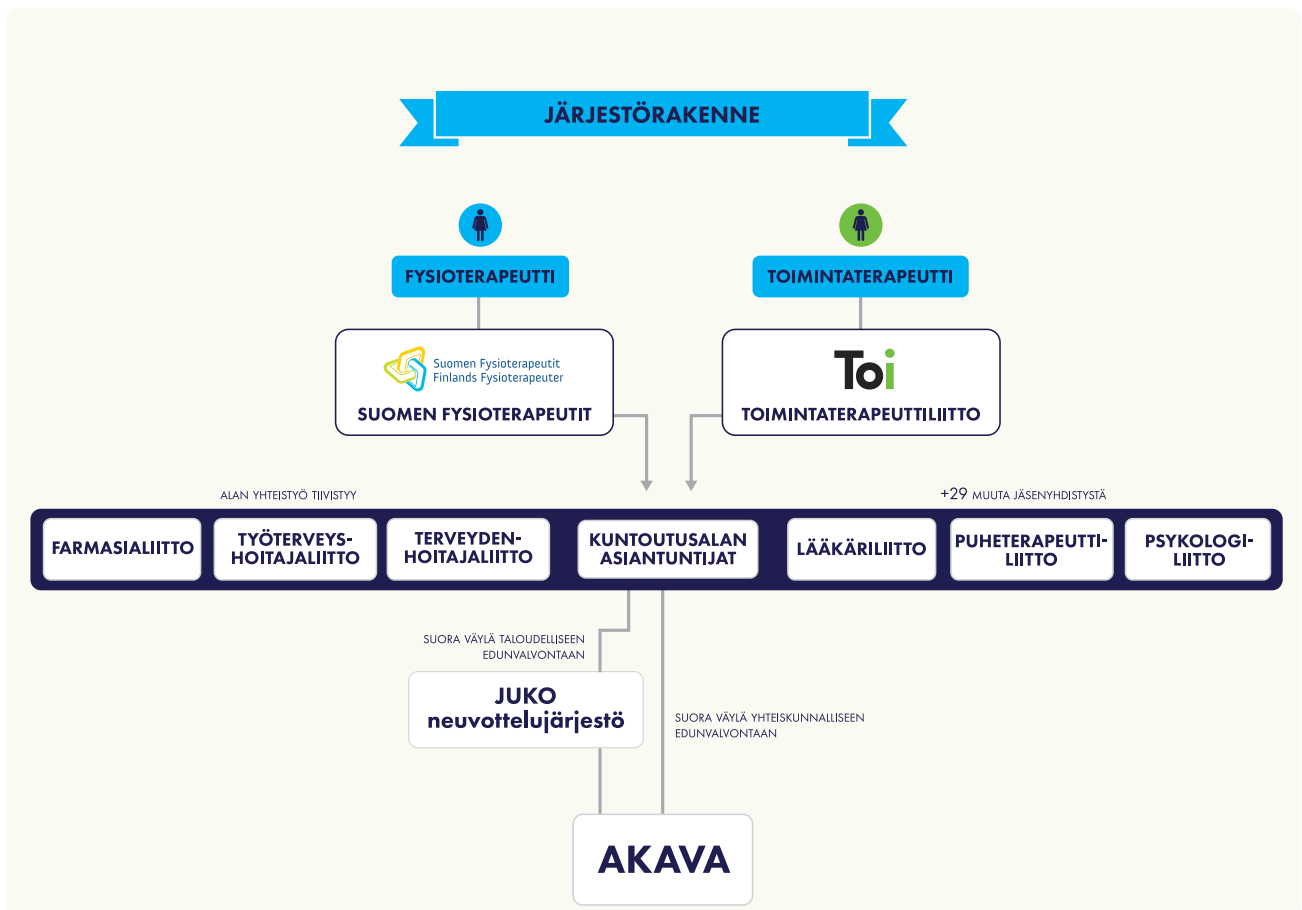 JÄRJESTÖRAKENNE
FYSIOTERAPEUTTI
TOIMINTATERAPEUTTI
Suomen Fysioterapeutit
Finlands Fysioterapeuter
SUOMEN FYSIOTERAPEUTIT
Toi
TOIMINTATERAPEUTTILIITTO
ALAN YHTEISTYÖ TIIVISTYY
+29 MUUTA JÄSENYHDISTYSTÄ
FARMASIALIITTO
TYÖTERVEYS-
HOITAJALIITTO
TERVEYDEN-
HOITAJALIITTO
KUNTOUTUSALAN
ASIANTUNTIJAT
LÄÄKÄRILIITTO
PUHETERAPEUTTI-
LIITTO
PSYKOLOGI-
LIITTO
SUORA VÄYLÄ TALOUDELLISEEN
EDUNVALVONTAAN
JUKO
neuvottelujärjestö
SUORA VÄYLÄ YHTEISKUNNALLISEEN
EDUNVALVONTAAN
AKAVA